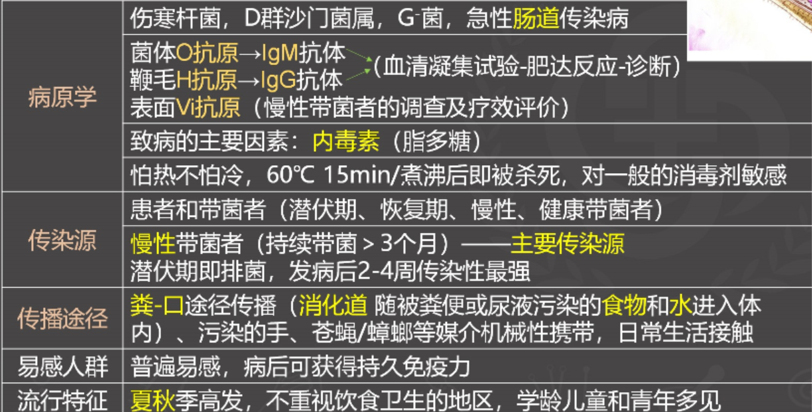 伤寒杆菌，D群沙门菌属，G⁻菌，急性肠道传染病
病原学
菌体O抗原→IgM抗体
鞭毛H抗原→IgG抗体
（血清凝集试验-肥达反应-诊断）
表面Vi抗原（慢性带菌者的调查及疗效评价）
致病的主要因素：内毒素（脂多糖）
怕热不怕冷，60℃ 15min/煮沸后即被杀死，对一般的消毒剂敏感
传染源
患者和带菌者（潜伏期、恢复期、慢性、健康带菌者）
慢性带菌者（持续带菌＞3个月）——主要传染源
潜伏期即排菌，发病后2-4周传染性最强
传播途径
粪-口途径传播（消化道 随被粪便或尿液污染的食物和水进入体
内）、污染的手、苍蝇/蟑螂等媒介机械性携带，日常生活接触
易感人群
普遍易感，病后可获得持久免疫力
流行特征
夏秋季高发，不重视饮食卫生的地区，学龄儿童和青年多见